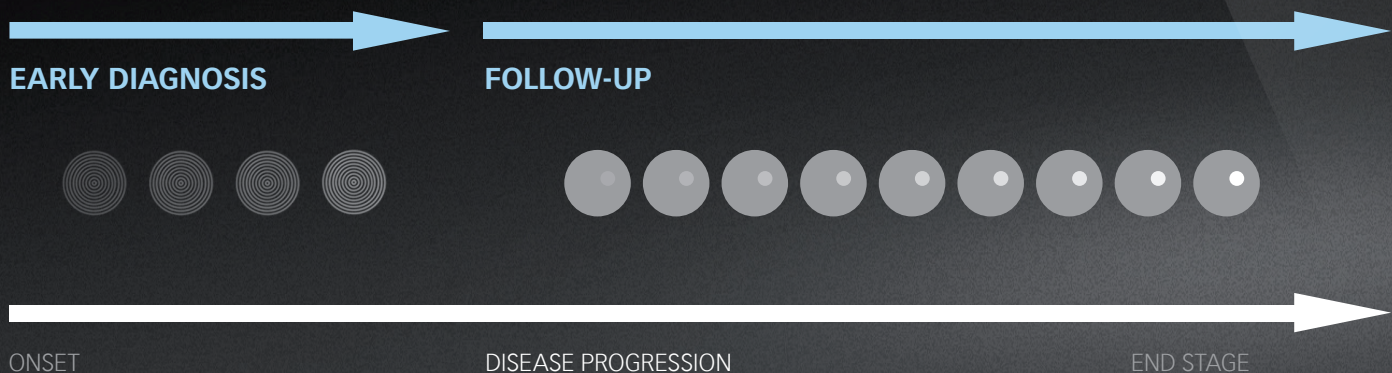 EARLY DIAGNOSIS
FOLLOW-UP
ONSET
DISEASE PROGRESSION
END STAGE